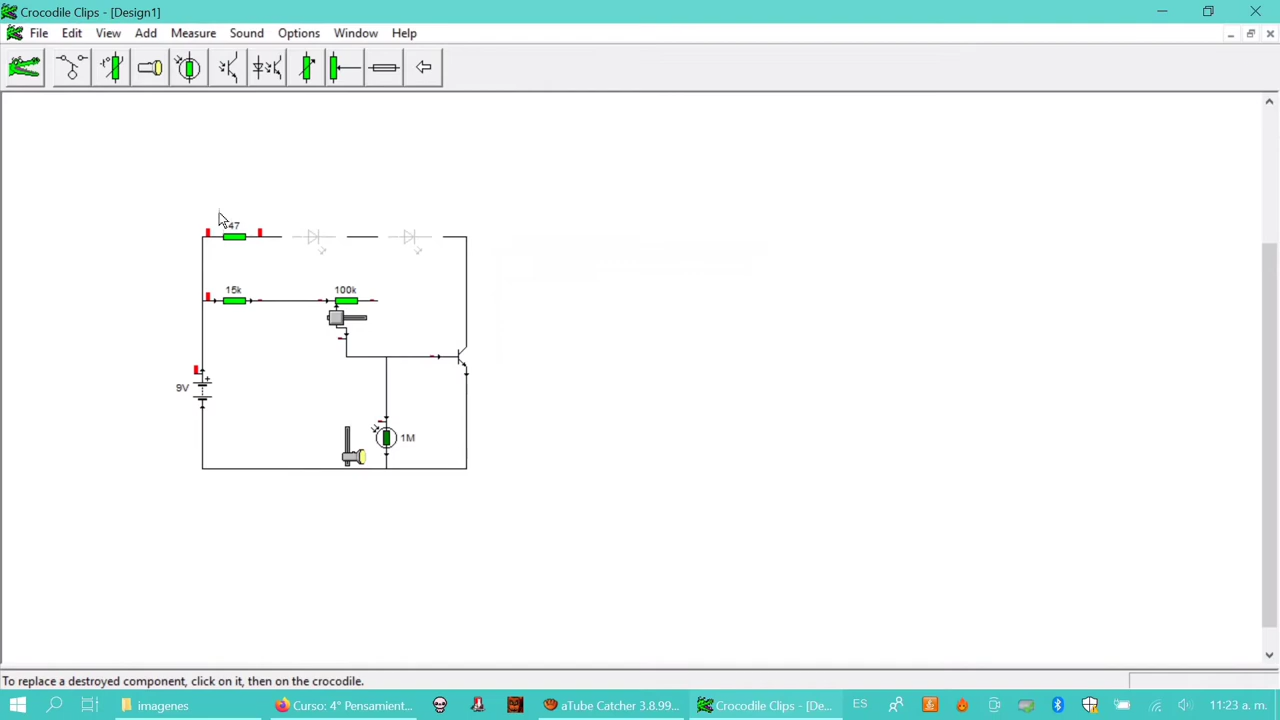 Crocodile Clips - [Design1]
File Edit View Add Measure Sound Options Window Help
47
15k
100k
9V
1M
To replace a destroyed component, click on it, then on the crocodile.
imagenes
Curso: 4° Pensamient...
aTube Catcher 3.8.99...
Crocodile Clips - [De...
ES
11:23 a. m.